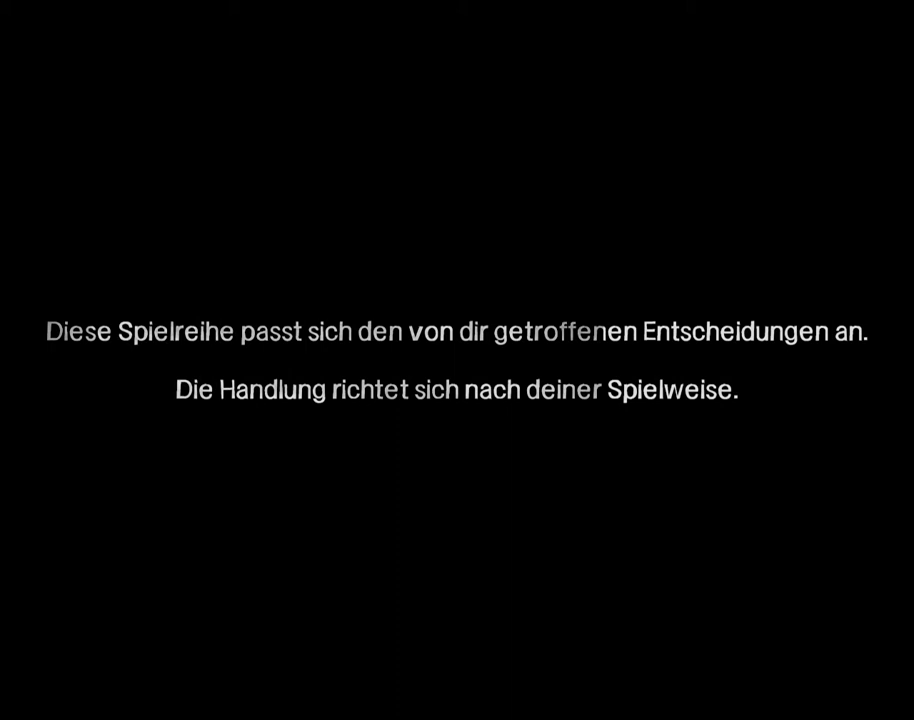 Diese Spielreihe passt sich den von dir getroffenen Entscheidungen an.
Die Handlung richtet sich nach deiner Spielweise.